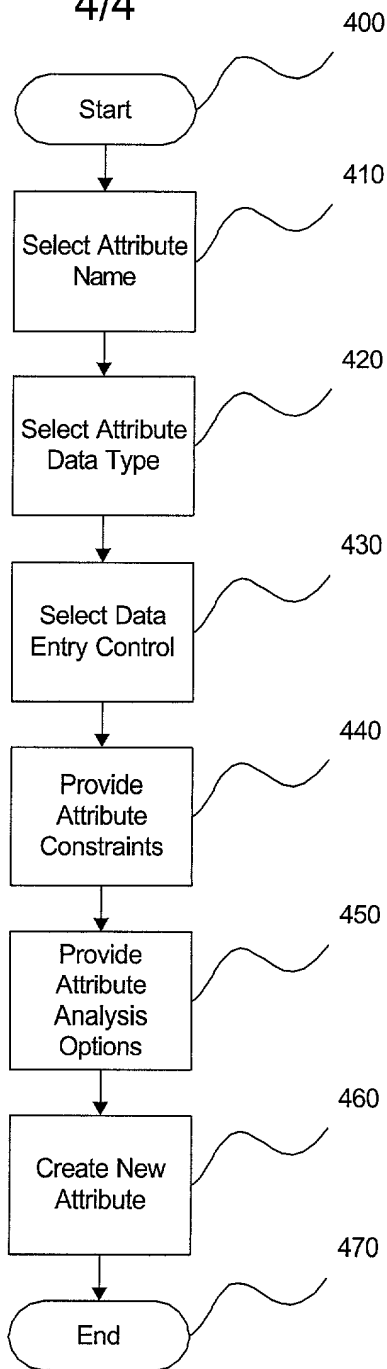 4/4
400
Start
410
Select Attribute
Name
420
Select Attribute
Data Type
430
Select Data
Entry Control
440
Provide
Attribute
Constraints
450
Provide
Attribute
Analysis
Options
460
Create New
Attribute
470
End